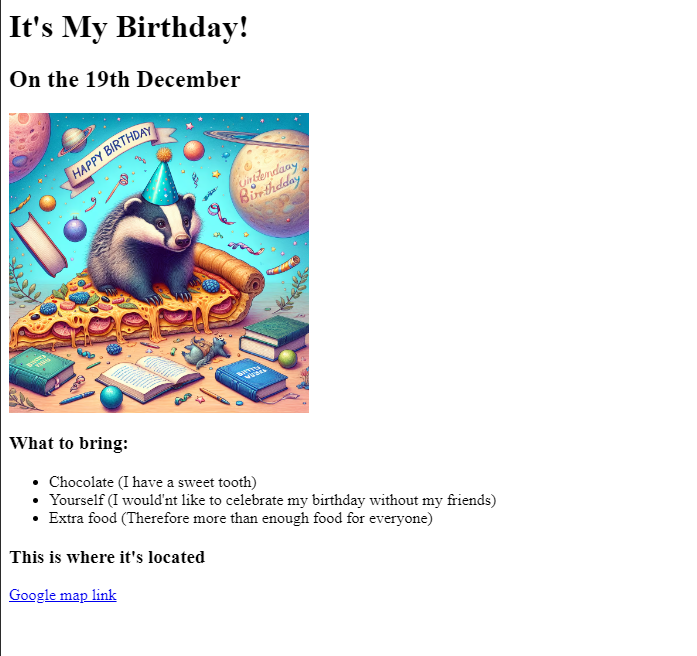 It's My Birthday!
On the 19th December
HAPPY BIRTHDAY
What to bring:
Chocolate (I have a sweet tooth)
Yourself (I would'nt like to celebrate my birthday without my friends)
Extra food (Therefore more than enough food for everyone)
This is where it's located
Google map link